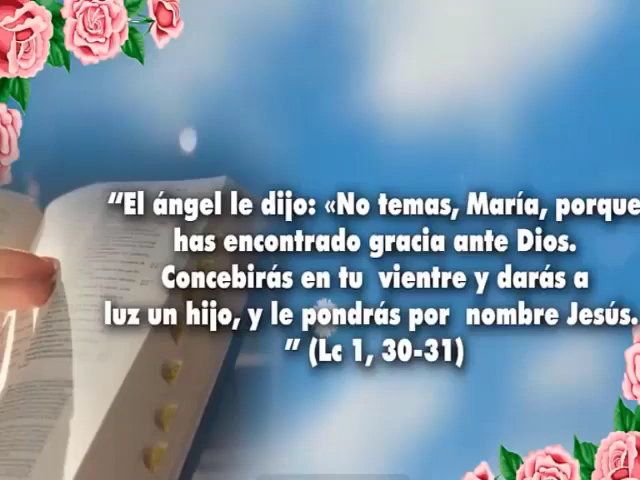 “El ángel le dijo: «No temas, María, porque
has encontrado gracia ante Dios.
Concebirás en tu vientre y darás a
luz un hijo, y le pondrás por nombre Jesús.
” (Lc 1, 30-31)